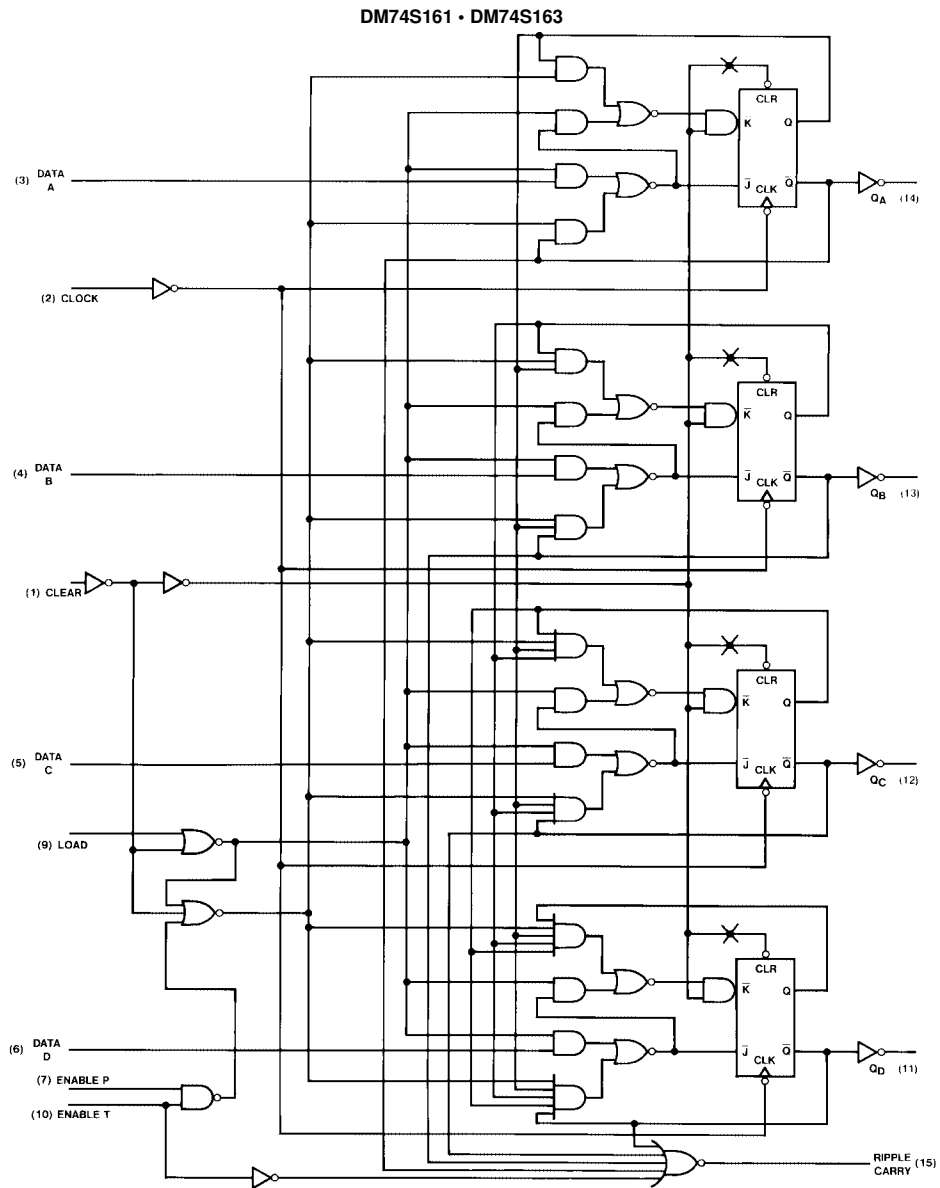 DM74S161 • DM74S163
CLR
K
Q
(3) DATA
A
J̅
CLK
Q̅
QA (14)
(2) CLOCK
CLR
K̅
Q
(4) DATA
B
J̅
CLK
Q̅
QB (13)
(1) CLEAR
CLR
K̅
Q
(5) DATA
C
J̅
CLK
Q̅
QC (12)
(9) LOAD
CLR
K̅
Q
(6) DATA
D
J̅
CLK
Q̅
QD (11)
(7) ENABLE P
(10) ENABLE T
RIPPLE (15)
CARRY